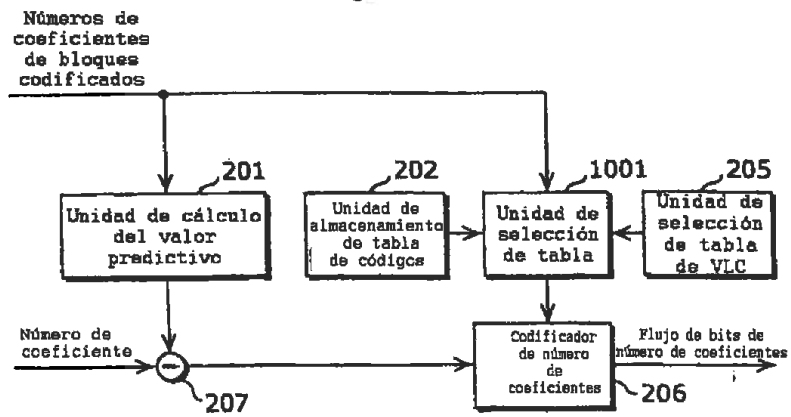 Números de
coeficientes
de bloques
codificados
201
202
1001
205
Unidad de cálculo
del valor
predictivo
Unidad de
almacenamiento
de tabla
de códigos
Unidad de
selección
de tabla
Unidad de
selección
de tabla
de VLC
Número de
coeficiente
207
Codificador
de número
de
coeficientes
206
Flujo de bits de
número de coeficientes